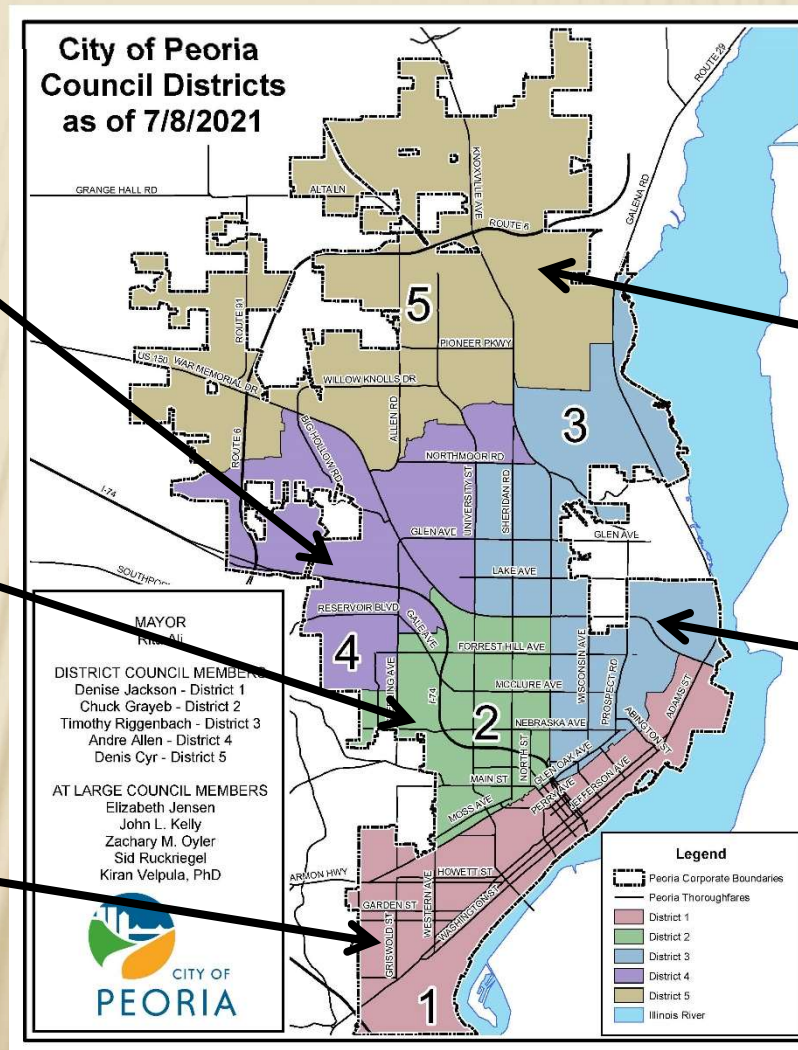 City of Peoria
Council Districts
as of 7/8/2021
ROUTE 29
KNOXVILLE AVE
GRANGE HALL RD
ALTA LN
GALENA RD
ROUTE 6
ROUTE 91
5
PIONEER PKWY
US 150 WAR MEMORIAL DR
WILLOW KNOLLS DR
ALLEN RD
BIG HOLLOW RD
3
ROUTE 6
NORTHMOOR RD
UNIVERSITY ST
SHERIDAN RD
I-74
GLEN AVE
GLEN AVE
LAKE AVE
RESERVOIR BLVD
GALE AVE
4
FORREST HILL AVE
WISCONSIN AVE
I-74
MCCLURE AVE
PROSPECT RD
ADAMS ST
2
NEBRASKA AVE
ABINGTON ST
NORTH ST
GLEN OAK AVE
MAIN ST
PERRY AVE
JEFFERSON AVE
MOSS AVE
HOWETT ST
WESTERN AVE
GARDEN ST
WASHINGTON ST
GRISWOLD ST
1
MAYOR
DISTRICT COUNCIL MEMBERS
Denise Jackson - District 1
Chuck Grayeb - District 2
Timothy Riggenbach - District 3
Andre Allen - District 4
Denis Cyr - District 5
AT LARGE COUNCIL MEMBERS
Elizabeth Jensen
John L. Kelly
Zachary M. Oyler
Sid Ruckriegel
Kiran Velpula, PhD
CITY OF
PEORIA
Legend
Peoria Corporate Boundaries
Peoria Thoroughfares
District 1
District 2
District 3
District 4
District 5
Illinois River